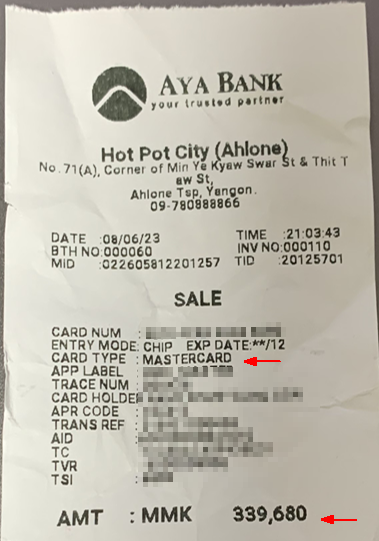 AYA BANK
your trusted partner
Hot Pot City (Ahlone)
No.71(A), Corner of Min Ye Kyaw Swar St & Thit T
aw St,
Ahlone Tsp, Yangon.
09-780888866
DATE :08/06/23 TIME :21:03:43
BTH NO:000060 INV NO:000110
MID :022605812201257 TID :20125701
SALE
CARD NUM :
ENTRY MODE: CHIP EXP DATE:**/12
CARD TYPE : MASTERCARD
APP LABEL :
TRACE NUM :
CARD HOLDER
APR CODE :
TRANS REF :
AID :
TC :
TVR :
TSI :
AMT : MMK 339,680